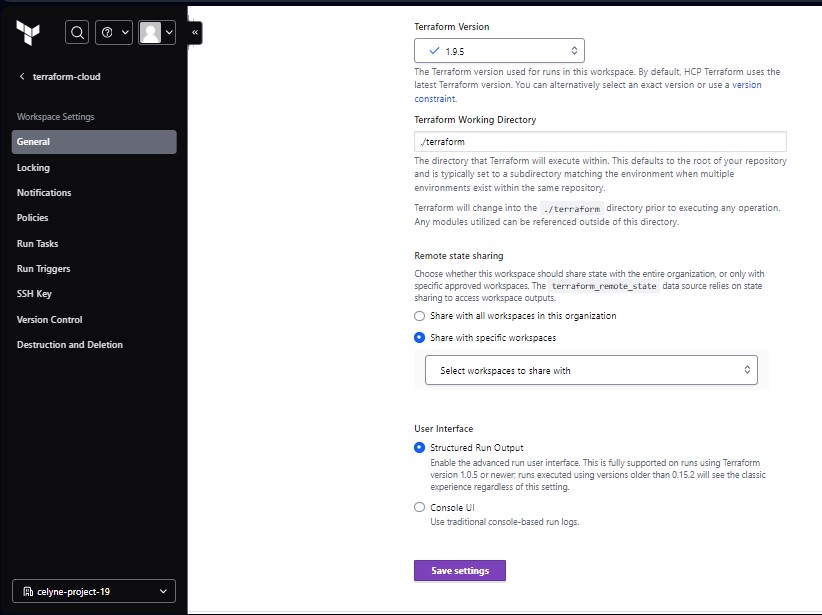 «
terraform-cloud
Workspace Settings
General
Locking
Notifications
Policies
Run Tasks
Run Triggers
SSH Key
Version Control
Destruction and Deletion
celyne-project-19
Terraform Version
1.9.5
The Terraform version used for runs in this workspace. By default, HCP Terraform uses the
latest Terraform version. You can alternatively select an exact version or use a version
constraint.
Terraform Working Directory
./terraform
The directory that Terraform will execute within. This defaults to the root of your repository
and is typically set to a subdirectory matching the environment when multiple
environments exist within the same repository.
Terraform will change into the ./terraform directory prior to executing any operation.
Any modules utilized can be referenced outside of this directory.
Remote state sharing
Choose whether this workspace should share state with the entire organization, or only with
specific approved workspaces. The terraform_remote_state data source relies on state
sharing to access workspace outputs.
Share with all workspaces in this organization
Share with specific workspaces
Select workspaces to share with
User Interface
Structured Run Output
Enable the advanced run user interface. This is fully supported on runs using Terraform
version 1.0.5 or newer; runs executed using versions older than 0.15.2 will see the classic
experience regardless of this setting.
Console UI
Use traditional console-based run logs.
Save settings